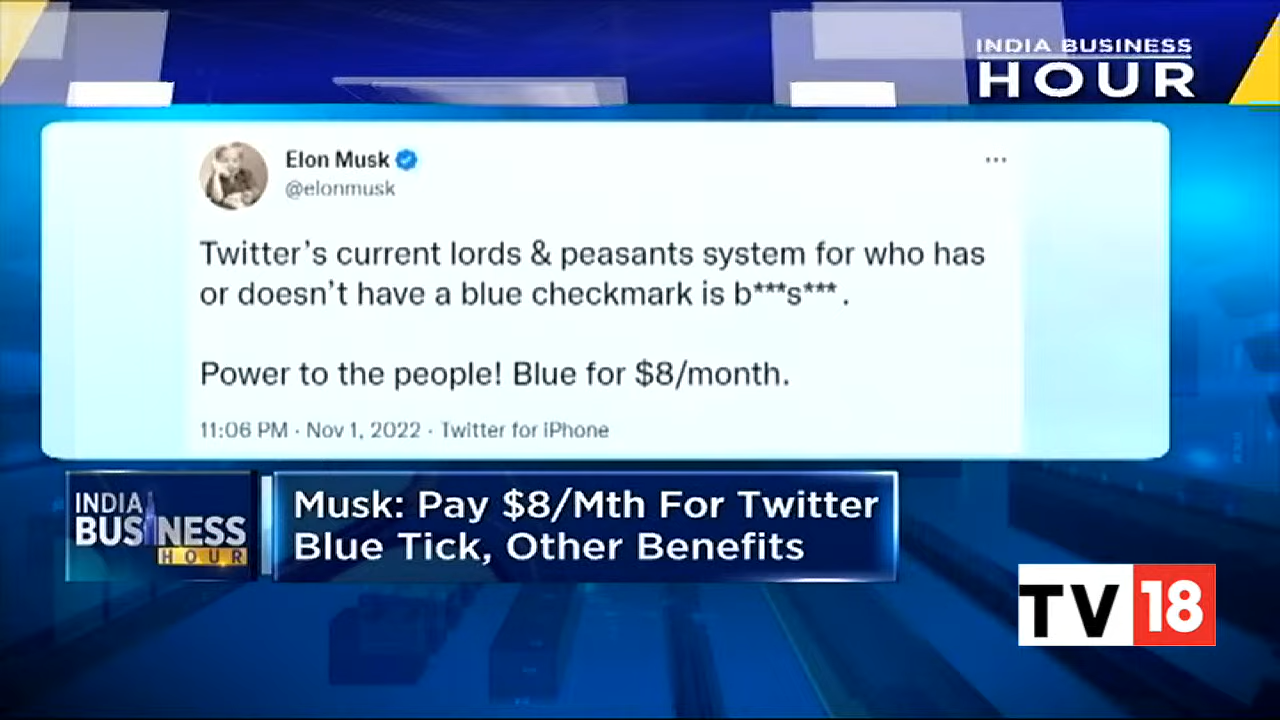 INDIA BUSINESS
HOUR
Elon Musk
@elonmusk
Twitter's current lords & peasants system for who has
or doesn't have a blue checkmark is b***s*** .
Power to the people! Blue for $8/month.
11:06 PM · Nov 1, 2022 · Twitter for iPhone
INDIA
BUSINESS
HOUR
Musk: Pay $8/Mth For Twitter
Blue Tick, Other Benefits
TV18